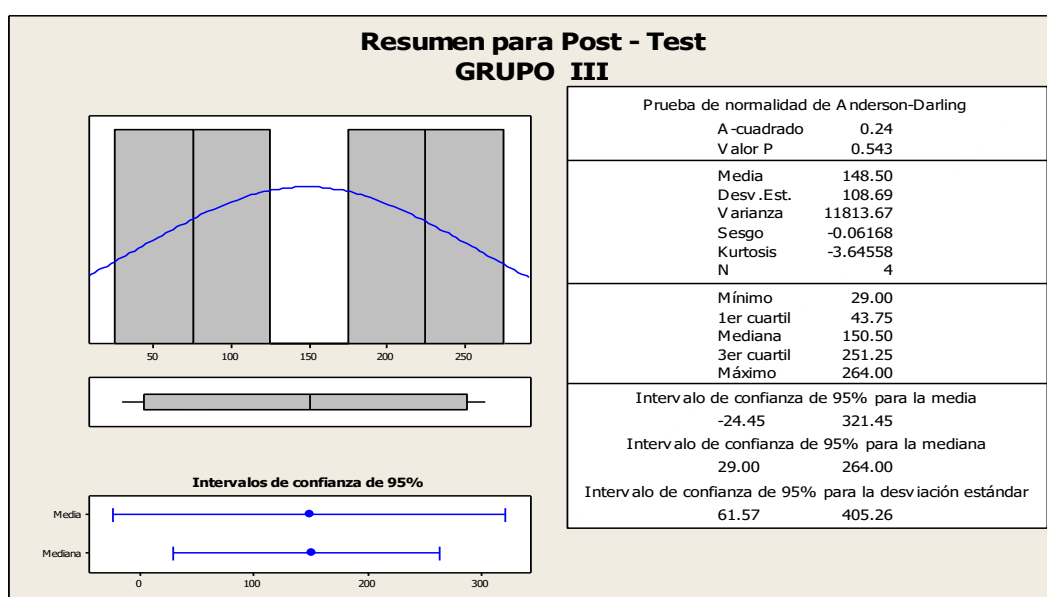 Resumen para Post - Test
GRUPO III
50 100 150 200 250
Intervalos de confianza de 95%
Media
Mediana
0 100 200 300
Prueba de normalidad de Anderson-Darling
A-cuadrado 0.24
Valor P 0.543
Media 148.50
Desv.Est. 108.69
Varianza 11813.67
Sesgo -0.06168
Kurtosis -3.64558
N 4
Mínimo 29.00
1er cuartil 43.75
Mediana 150.50
3er cuartil 251.25
Máximo 264.00
Intervalo de confianza de 95% para la media
-24.45 321.45
Intervalo de confianza de 95% para la mediana
29.00 264.00
Intervalo de confianza de 95% para la desviación estándar
61.57 405.26